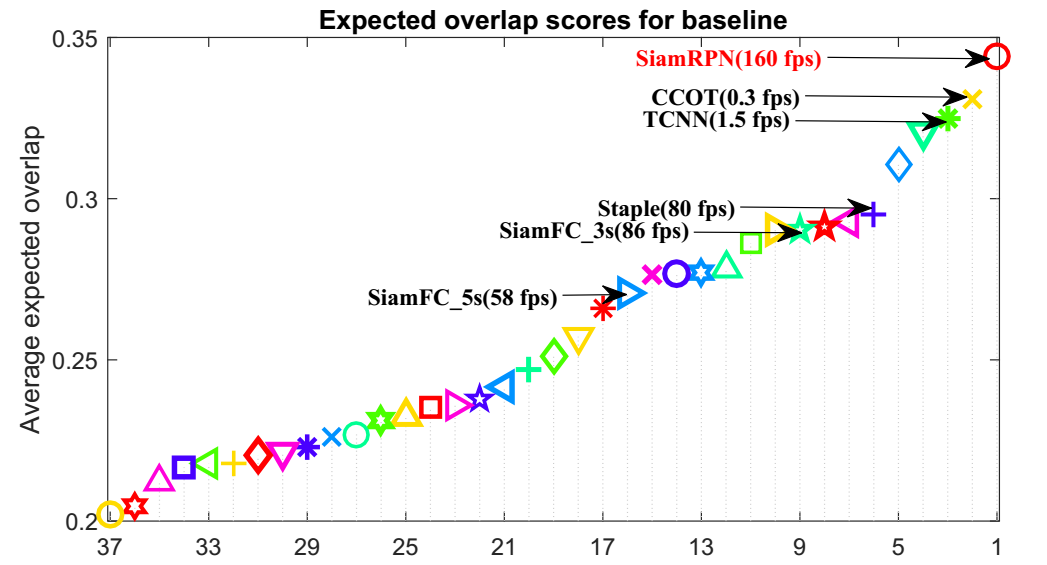 Expected overlap scores for baseline
Average expected overlap
0.35
0.3
0.25
0.2
SiamRPN(160 fps)
CCOT(0.3 fps)
TCNN(1.5 fps)
Staple(80 fps)
SiamFC_3s(86 fps)
SiamFC_5s(58 fps)
37 33 29 25 21 17 13 9 5 1